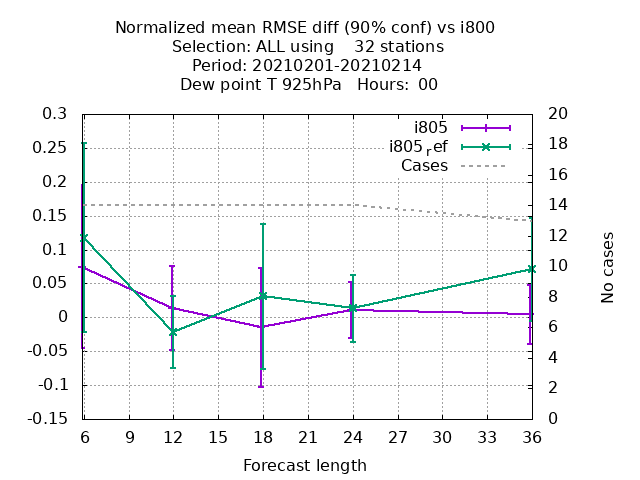 Normalized mean RMSE diff (90% conf) vs i800
Selection: ALL using    32 stations
Period: 20210201-20210214
Dew point T 925hPa   Hours:  00
i805
i805ref
Cases
0.3
0.25
0.2
0.15
0.1
0.05
0
-0.05
-0.1
-0.15
20
18
16
14
12
10
8
6
4
2
0
No cases
6 9 12 15 18 21 24 27 30 33 36
Forecast length